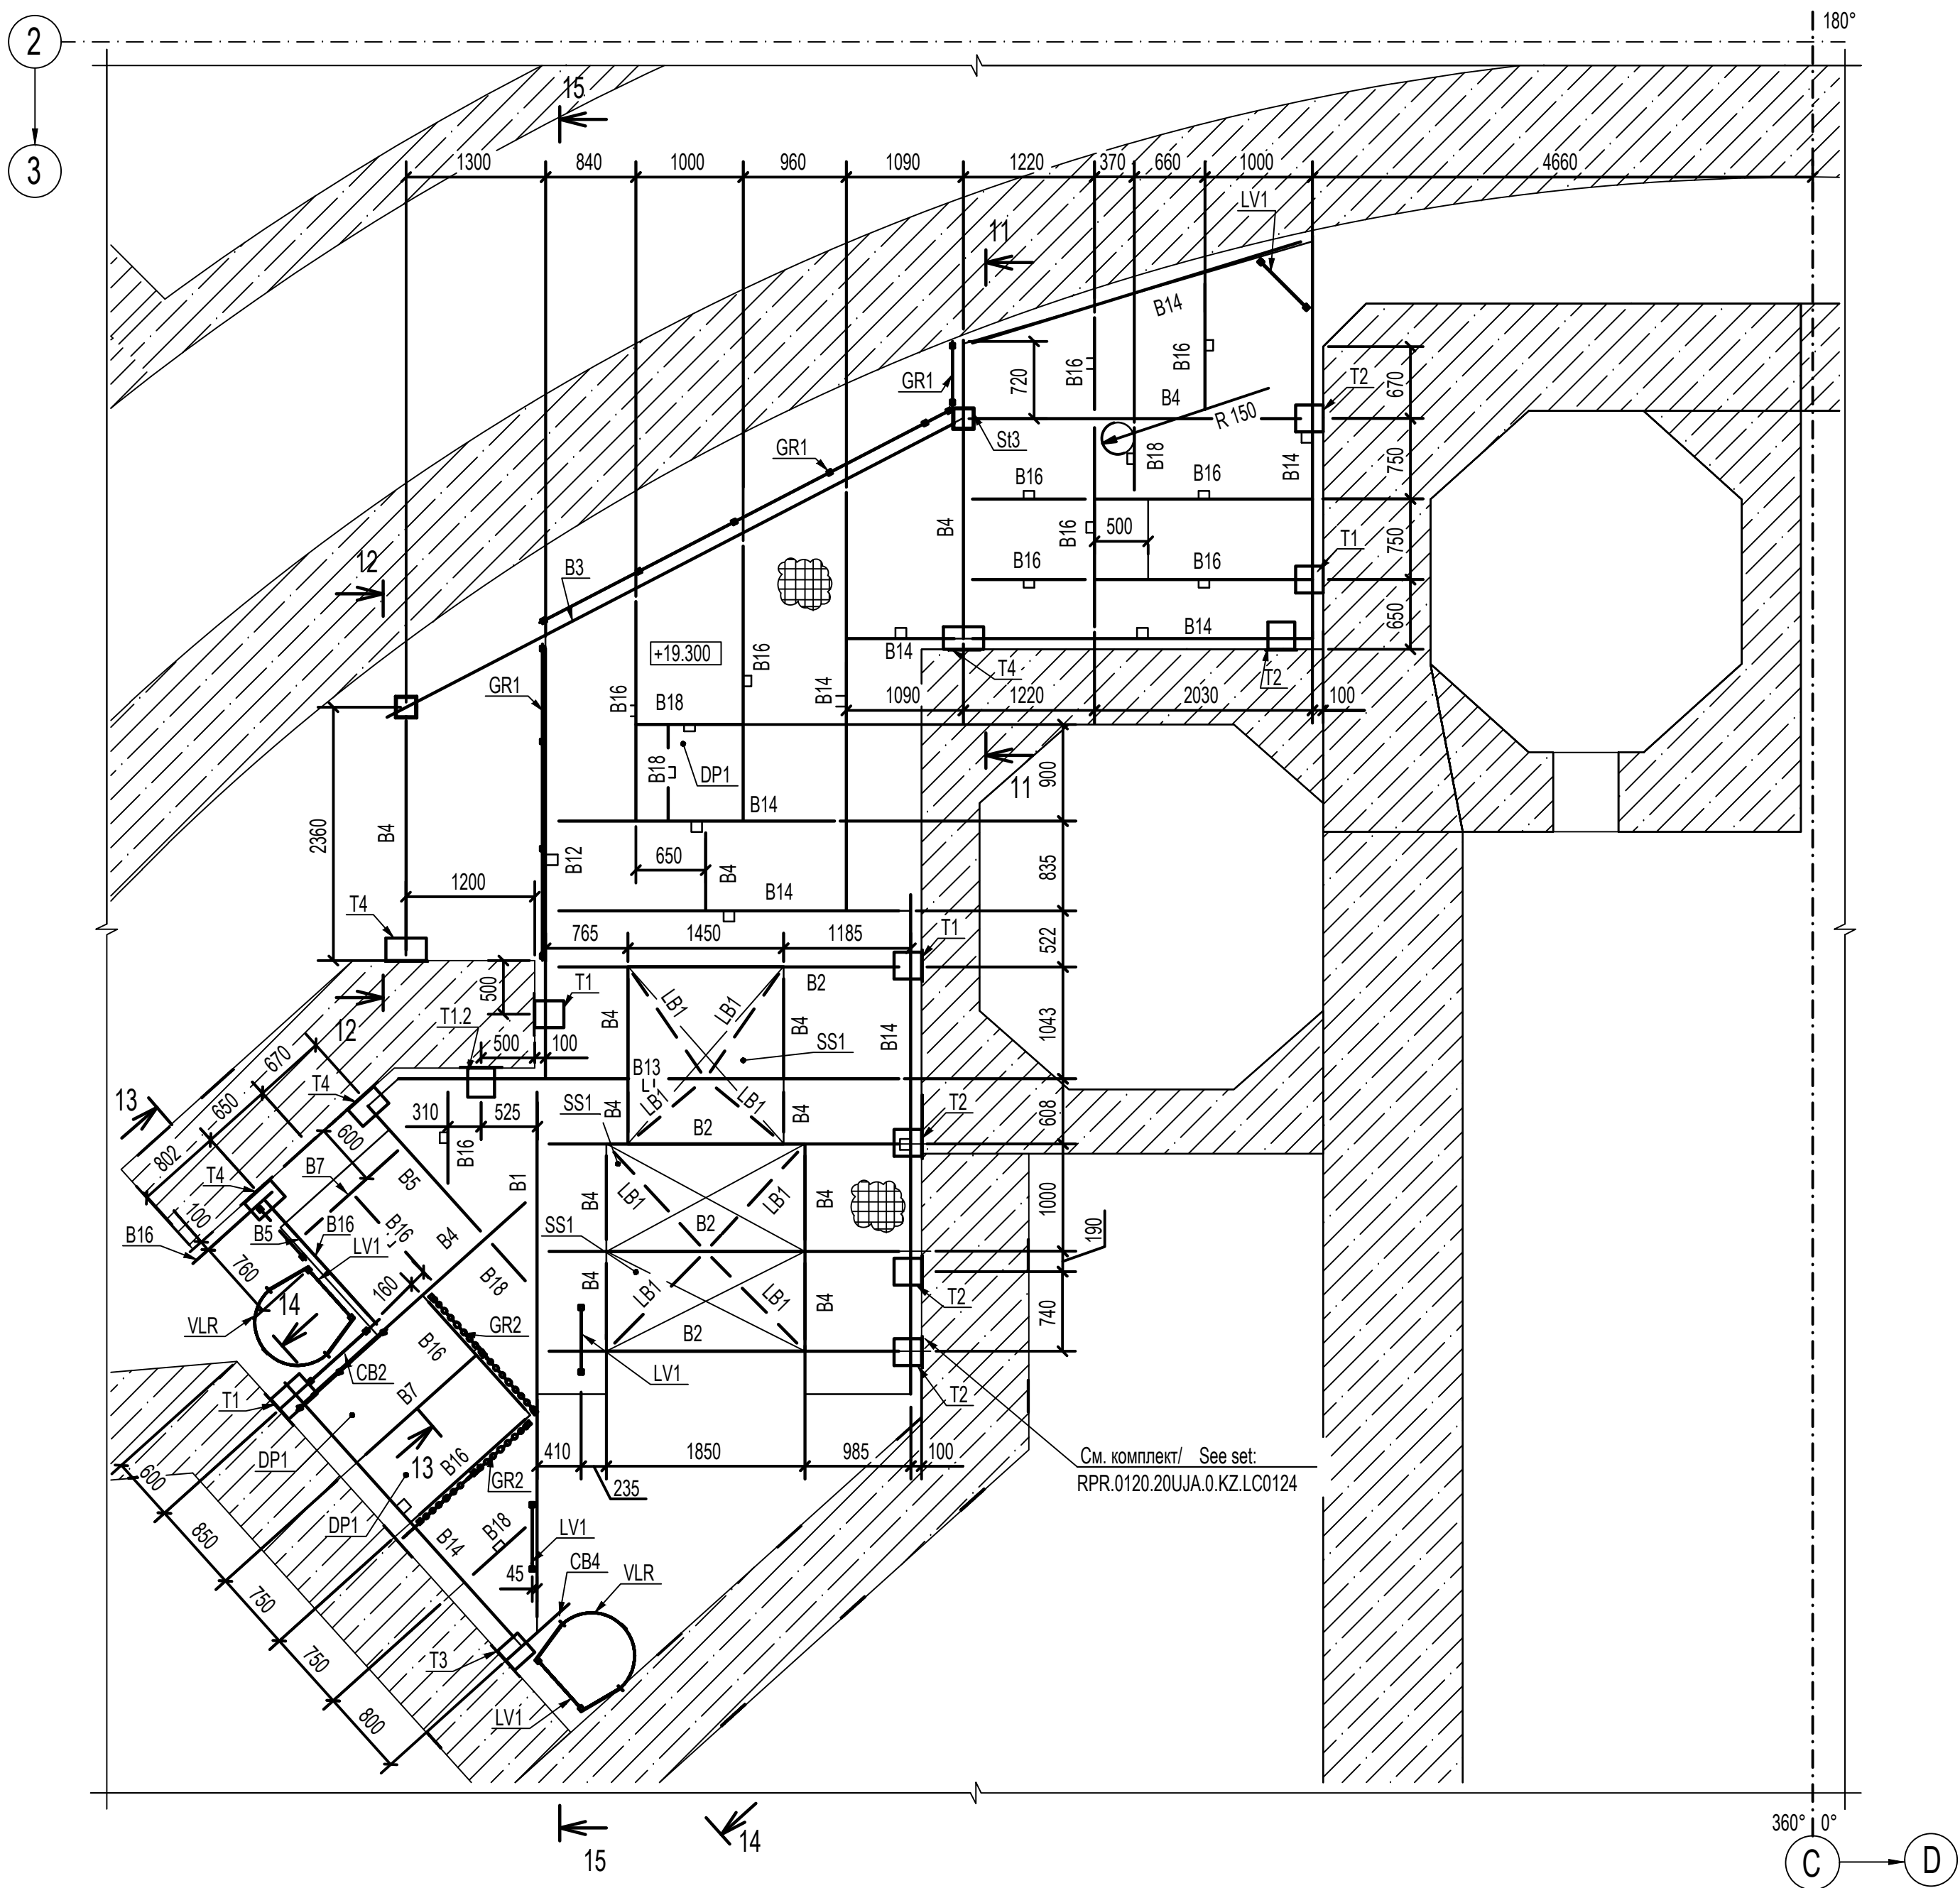 2
180°
3
15
1300
840
1000
960
1090
1220
370
660
1000
4660
LV1
11
B14
B16
B16
720
GR1
B4
R 150
T2
670
St3
GR1
B18
B14
750
B16
B16
B4
B16
500
T1
750
12
B3
B16
B16
650
+19.300
B16
B14
B14
T4
T2
GR1
B16
B18
B14
1090
1220
2030
100
B18
DP1
11
900
B14
2360
B4
B12
650
B4
835
1200
B14
T4
765
1450
1185
T1
522
B2
500
T1
LB1
LB1
B4
B4
B14
1043
T1.2
12
500
100
SS1
B13
670
T4
13
650
LB1
LB1
B4
B4
SS1
310
525
T2
608
B2
802
600
B16
B7
B5
B1
T4
B4
LB1
LB1
B4
1000
100
B16
B5
B16
B16
LV1
B4
SS1
B2
190
760
160
B18
B4
LB1
LB1
B4
T2
740
14
VLR
GR2
B2
B16
CB2
LV1
T1
B7
T2
DP1
13
B16
GR2
410
1850
985
100
См. комплект/ See set:
RPR.0120.20UJA.0.KZ.LC0124
600
235
DP1
B14
B18
LV1
850
CB4
VLR
45
750
750
T3
800
LV1
15
14
360° 0°
C
D